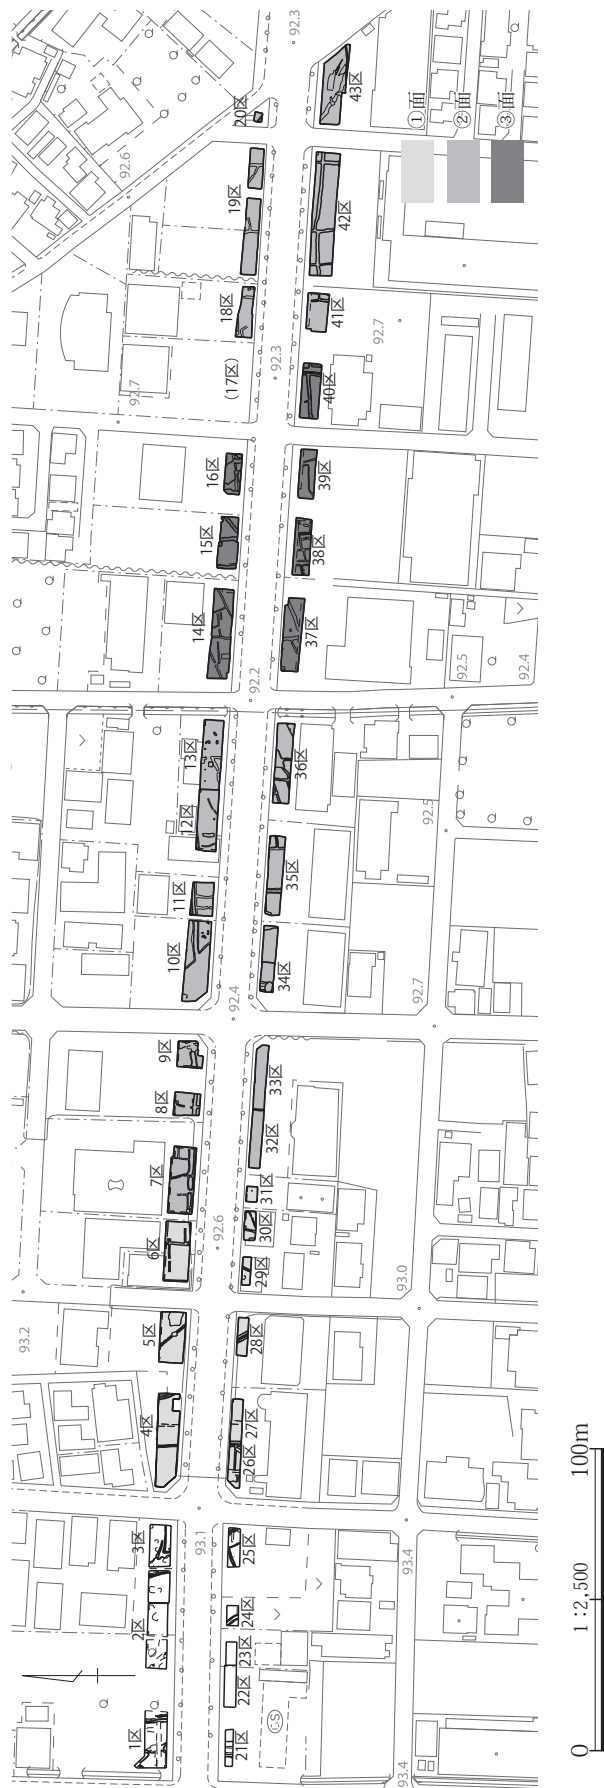 92.3
43区
①面
②面
③面
20区
92.6
19区
42区
18区
41区
92.7
(17区)
92.3
92.7
40区
16区
39区
15区
38区
14区
37区
92.5
92.4
92.2
13区
36区
12区
92.5
35区
11区
10区
34区
92.7
92.4
9区
33区
8区
32区
7区
31区
30区
6区
92.6
29区
93.0
5区
28区
93.2
4区
27区
26区
3区
93.1
25区
93.4
2区
24区
23区
22区
CS
1区
21区
93.4
0
1:2,500
100m